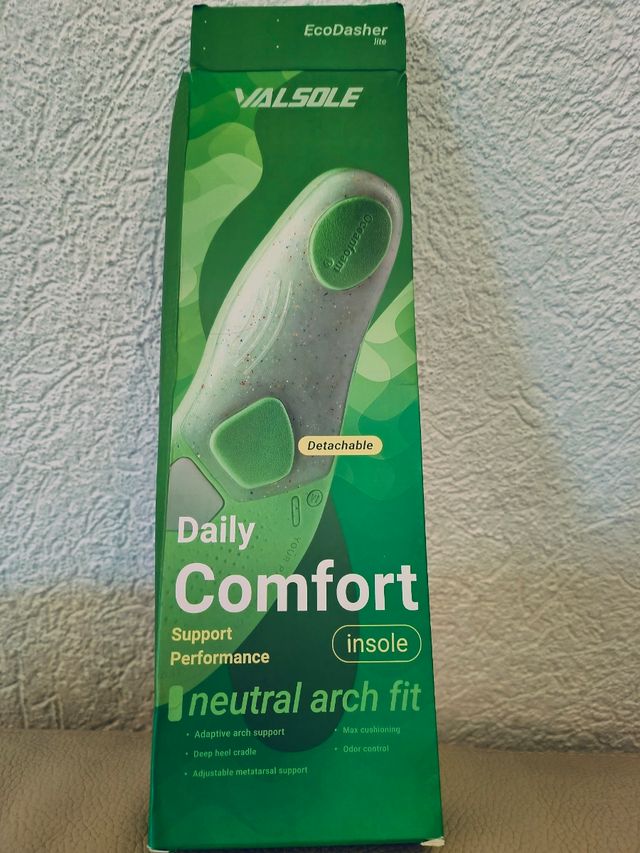 EcoDasher
lite
VALSOLE
Oceanfoam
Detachable
Daily
Comfort
Support
Performance
insole
neutral arch fit
• Adaptive arch support
• Deep heel cradle
• Adjustable metatarsal support
• Max cushioning
• Odor control